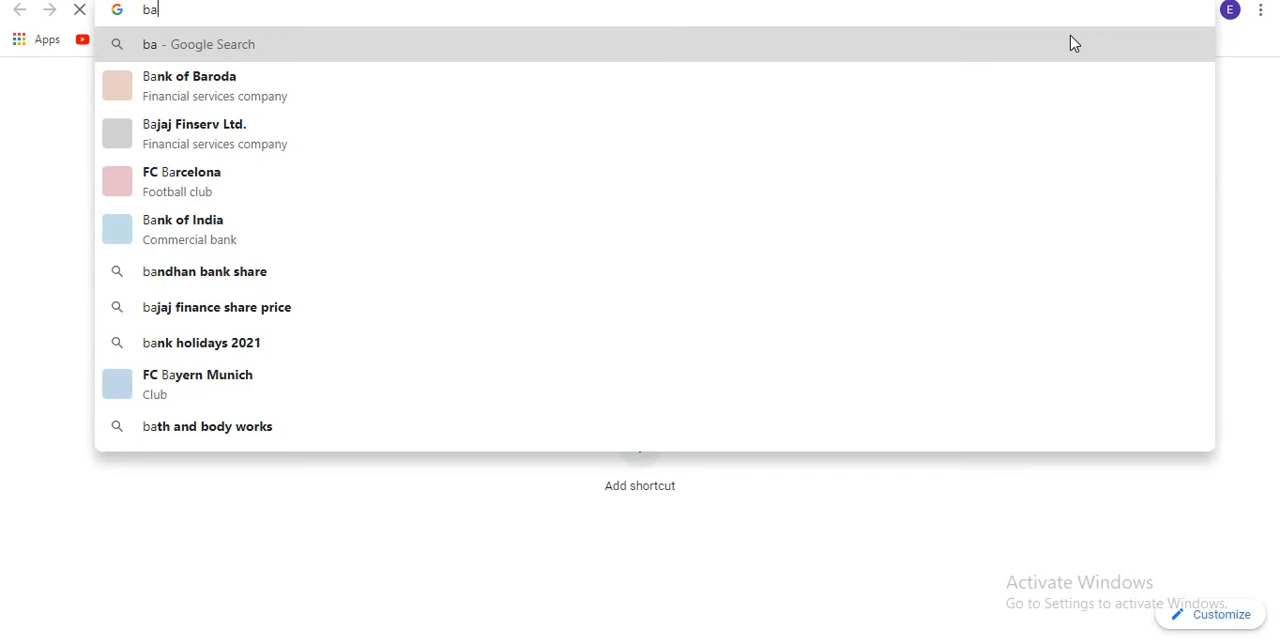 ba
E
Apps
ba - Google Search
Bank of Baroda
Financial services company
Bajaj Finserv Ltd.
Financial services company
FC Barcelona
Football club
Bank of India
Commercial bank
bandhan bank share
bajaj finance share price
bank holidays 2021
FC Bayern Munich
Club
bath and body works
Add shortcut
Activate Windows
Go to Settings to activate Windows.
Customize